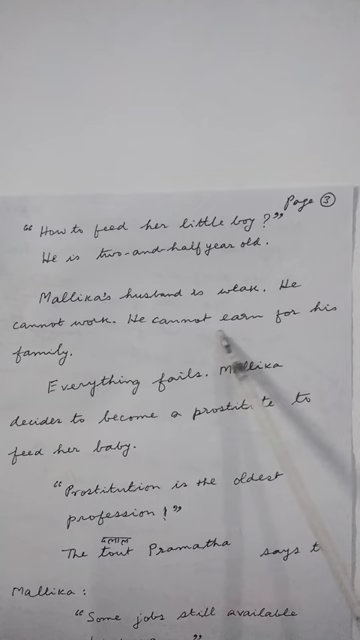 Page ③
"How to feed her little boy?"
He is two-and-half year old.
Mallika's husband is weak. He
cannot work. He cannot earn for his
family.
Everything fails. Mallika
decides to become a prostitute to
feed her baby.
"Prostitution is the oldest
profession!"
दलाल
The tout Pramatha says t
Mallika:
"Some jobs still available